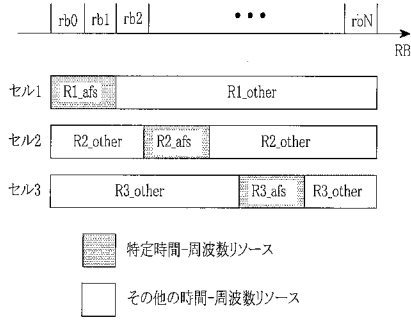 rb0 rb1 rb2 ••• rbN
RB
セル1 R1_afs R1_other
セル2 R2_other R2_afs R2_other
セル3 R3_other R3_afs R3_other
特定時間-周波数リソース
その他の時間-周波数リソース